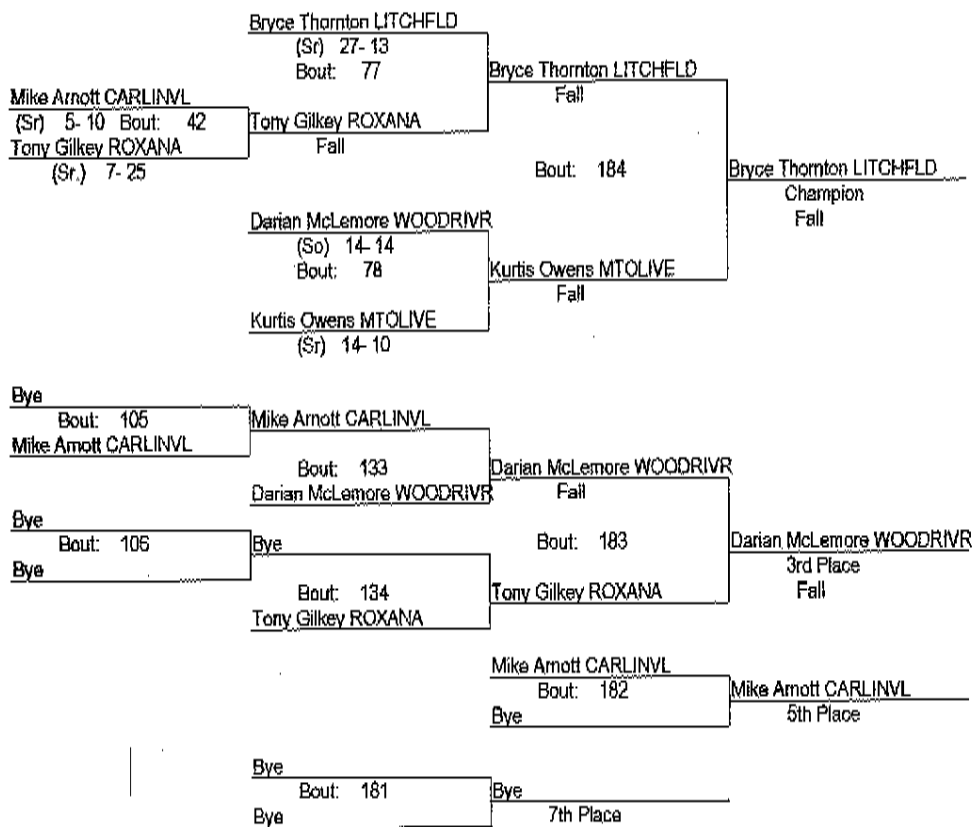 Bryce Thornton LITCHFLD
(Sr) 27-13
Bout: 77
Bryce Thornton LITCHFLD
Fall
Mike Arnott CARLINVL
(Sr) 5-10 Bout: 42
Tony Gilkey ROXANA
(Sr.) 7-25
Tony Gilkey ROXANA
Fall
Bout: 184
Bryce Thornton LITCHFLD
Champion
Fall
Darian McLemore WOODRIVR
(So) 14-14
Bout: 78
Kurtis Owens MTOLIVE
Fall
Kurtis Owens MTOLIVE
(Sr) 14-10
Bye
Bout: 105
Mike Arnott CARLINVL
Mike Arnott CARLINVL
Bout: 133
Darian McLemore WOODRIVR
Darian McLemore WOODRIVR
Fall
Bye
Bout: 106
Bye
Bye
Bout: 134
Tony Gilkey ROXANA
Bout: 183
Tony Gilkey ROXANA
Darian McLemore WOODRIVR
3rd Place
Fall
Mike Arnott CARLINVL
Bout: 182
Bye
Mike Arnott CARLINVL
5th Place
Bye
Bout: 181
Bye
Bye
7th Place